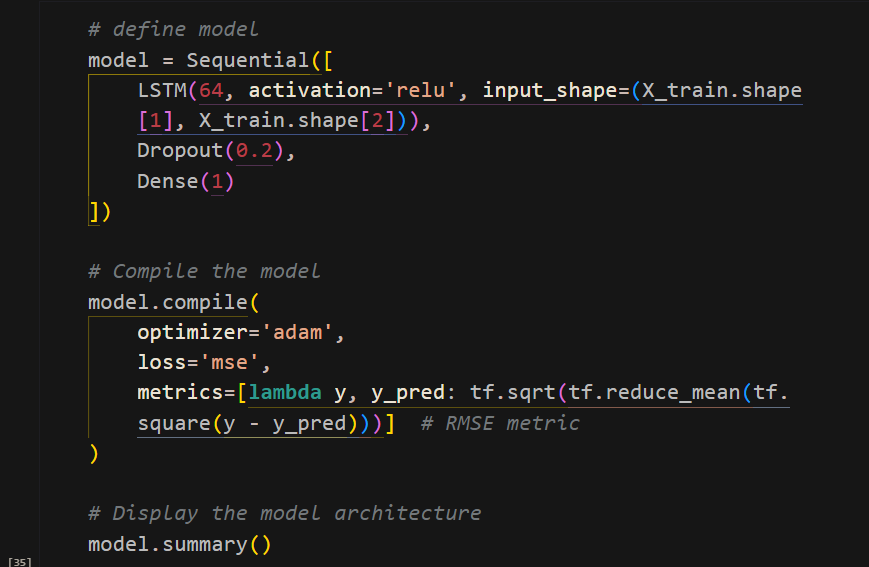 # define model
model = Sequential([
LSTM(64, activation='relu', input_shape=(X_train.shape
[1], X_train.shape[2])),
Dropout(0.2),
Dense(1)
])
# Compile the model
model.compile(
optimizer='adam',
loss='mse',
metrics=[lambda y, y_pred: tf.sqrt(tf.reduce_mean(tf.
square(y - y_pred)))]  # RMSE metric
)
# Display the model architecture
model.summary()
[35]